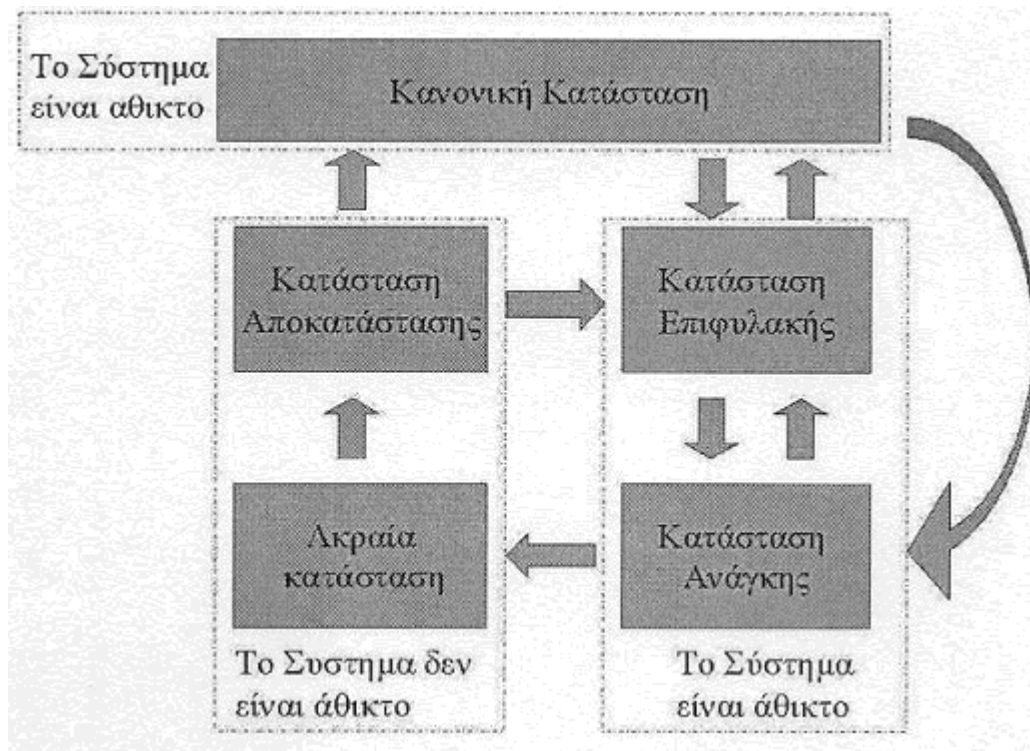 Το Σύστημα
είναι αθικτο
Κανονική Κατάσταση
Κατάσταση
Αποκατάστασης
Κατάσταση
Επιφυλακής
Ακραία
κατάσταση
Κατάσταση
Ανάγκης
Το Συστημα δεν
είναι άθικτο
Το Σύστημα
είναι άθικτο